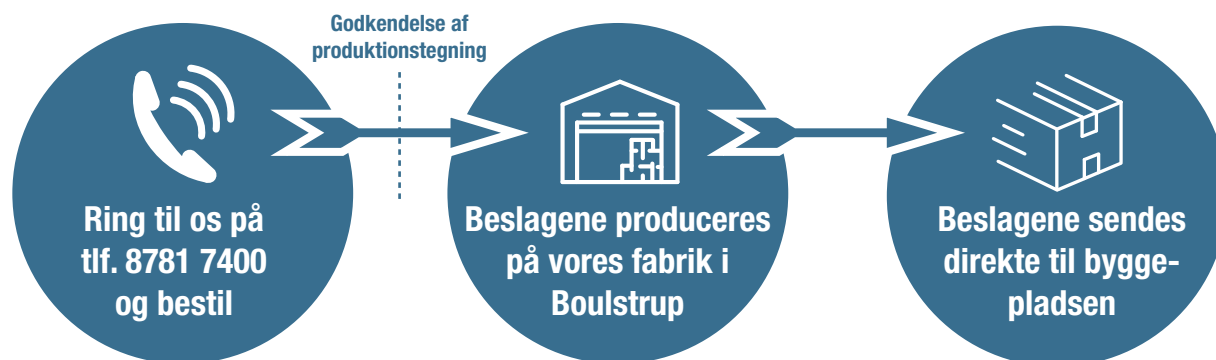 Godkendelse af
produktionstegning
Ring til os på
tlf. 8781 7400
og bestil
Beslagene produceres
på vores fabrik i
Boulstrup
Beslagene sendes
direkte til bygge-
pladsen